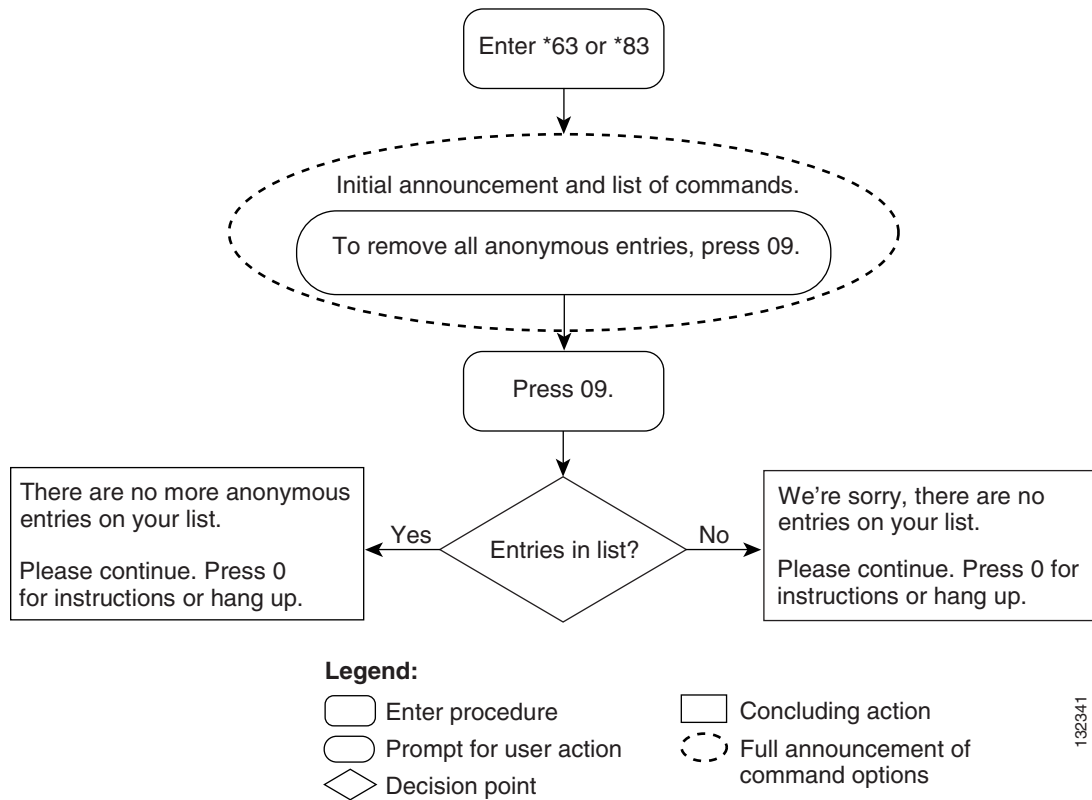 Enter *63 or *83
Initial announcement and list of commands.
To remove all anonymous entries, press 09.
Press 09.
There are no more anonymous
entries on your list.
Please continue. Press 0
for instructions or hang up.
Yes
Entries in list?
No
We're sorry, there are no
entries on your list.
Please continue. Press 0 for
instructions or hang up.
Legend:
Enter procedure
Prompt for user action
Decision point
Concluding action
Full announcement of
command options
132341